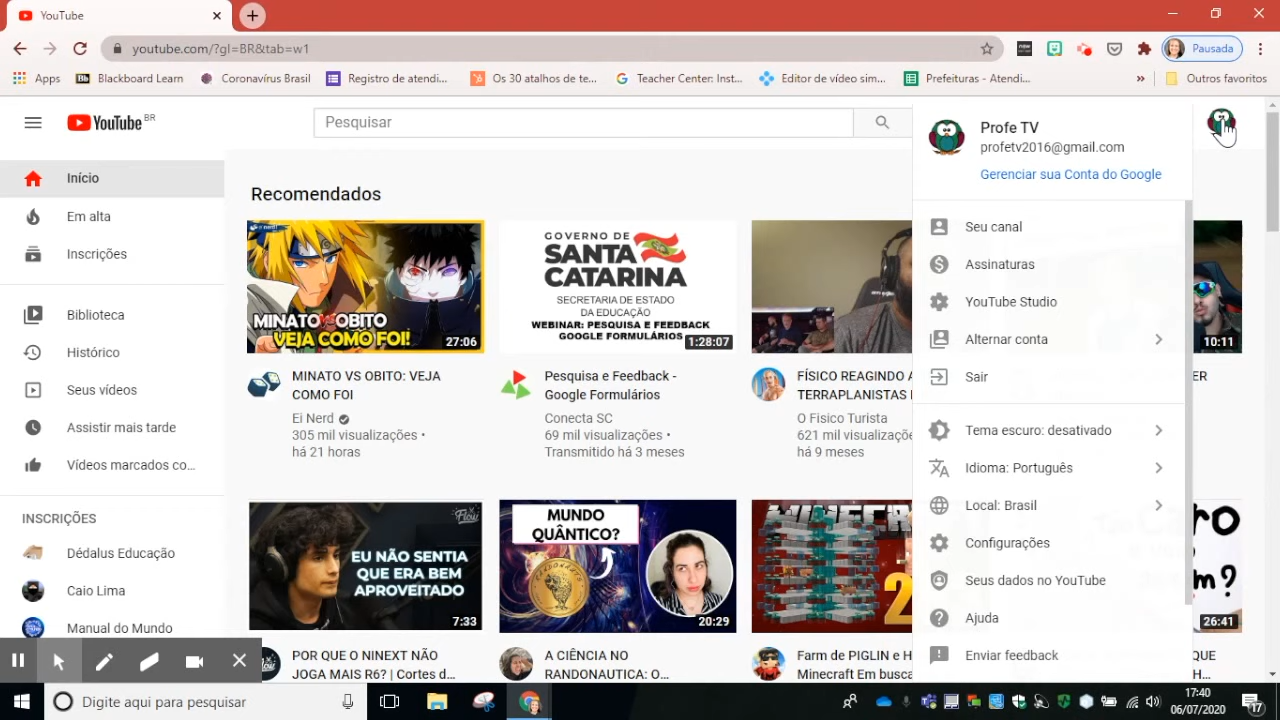 YouTube
youtube.com/?gl=BR&tab=w1
Pausada
Apps
Blackboard Learn
Coronavírus Brasil
Registro de atendi...
Os 30 atalhos de te...
Teacher Center: Inst...
Editor de vídeo sim...
Prefeituras - Atendi...
Outros favoritos
YouTube BR
Pesquisar
Início
Em alta
Inscrições
Biblioteca
Histórico
Seus vídeos
Assistir mais tarde
Vídeos marcados co...
INSCRIÇÕES
Dédalus Educação
Caio Lima
Manual do Mundo
Recomendados
MINATO VS OBITO
VEJA COMO FOI!
27:06
MINATO VS OBITO: VEJA
COMO FOI
Ei Nerd
305 mil visualizações •
há 21 horas
GOVERNO DE
SANTA
CATARINA
SECRETARIA DE ESTADO
DA EDUCAÇÃO
WEBINAR: PESQUISA E FEEDBACK
GOOGLE FORMULÁRIOS
1:28:07
Pesquisa e Feedback -
Google Formulários
Conecta SC
69 mil visualizações •
Transmitido há 3 meses
FÍSICO REAGINDO A
TERRAPLANISTAS
O Físico Turista
621 mil visualizações
há 9 meses
10:11
ER
Flow
EU NÃO SENTIA
QUE ERA BEM
APROVEITADO
7:33
POR QUE O NINEXT NÃO
JOGA MAIS R6? | Cortes d...
MUNDO
QUÂNTICO?
20:29
A CIÊNCIA NO
RANDONAUTICA: O...
MINECRAFT
2
Farm de PIGLIN e H
Minecraft Em busca
ro
m?
26:41
QUE
Profe TV
profetv2016@gmail.com
Gerenciar sua Conta do Google
Seu canal
Assinaturas
YouTube Studio
Alternar conta
Sair
Tema escuro: desativado
Idioma: Português
Local: Brasil
Configurações
Seus dados no YouTube
Ajuda
Enviar feedback
Digite aqui para pesquisar
17:40
06/07/2020
17